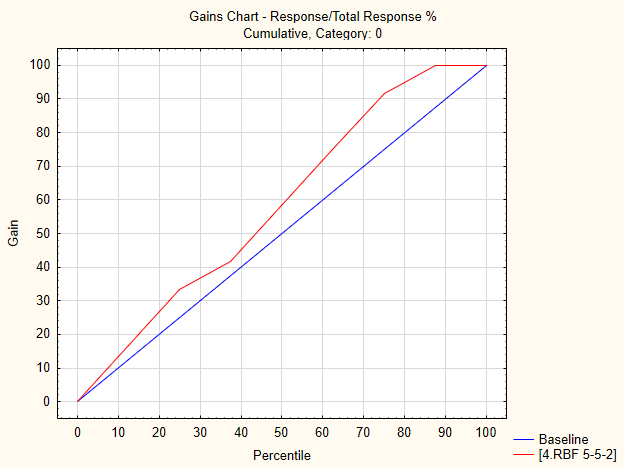 Gains Chart - Response/Total Response %
Cumulative, Category: 0
100
90
80
70
60
50
40
30
20
10
0
Gain
0 10 20 30 40 50 60 70 80 90 100
Percentile
Baseline
[4.RBF 5-5-2]